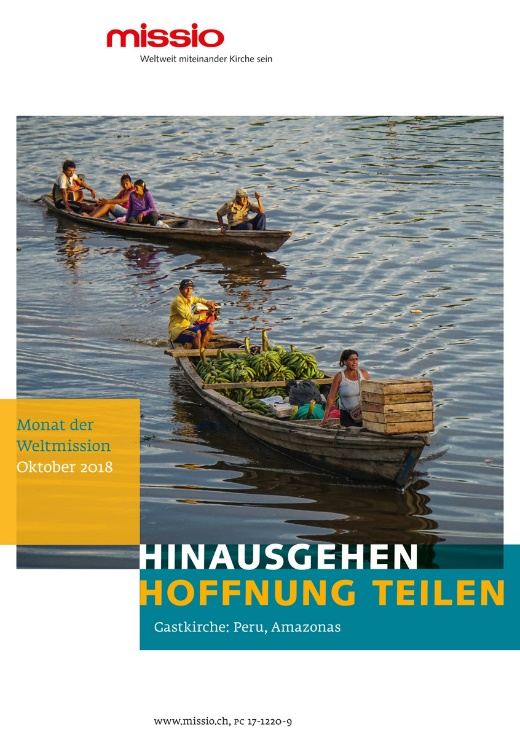 missio
Weltweit miteinander Kirche sein
Monat der
Weltmission
Oktober 2018
HINAUSGEHEN
HOFFNUNG TEILEN
Gastkirche: Peru, Amazonas
www.missio.ch, PC 17-1220-9